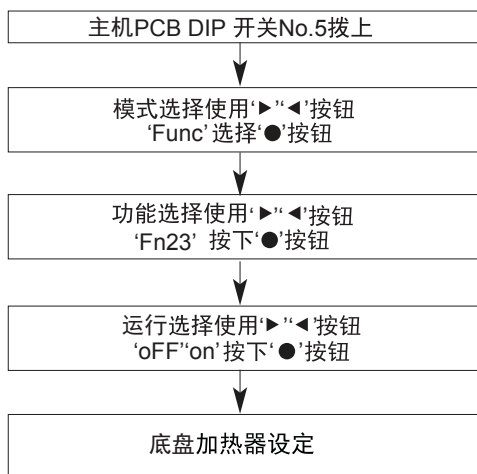 主机PCB DIP 开关No.5拨上
模式选择使用‘▶’‘◀’按钮
‘Func’ 选择‘●’按钮
功能选择使用‘▶’‘◀’按钮
‘Fn23’ 按下‘●’按钮
运行选择使用‘▶’‘◀’按钮
‘oFF’‘on’ 按下‘●’按钮
底盘加热器设定